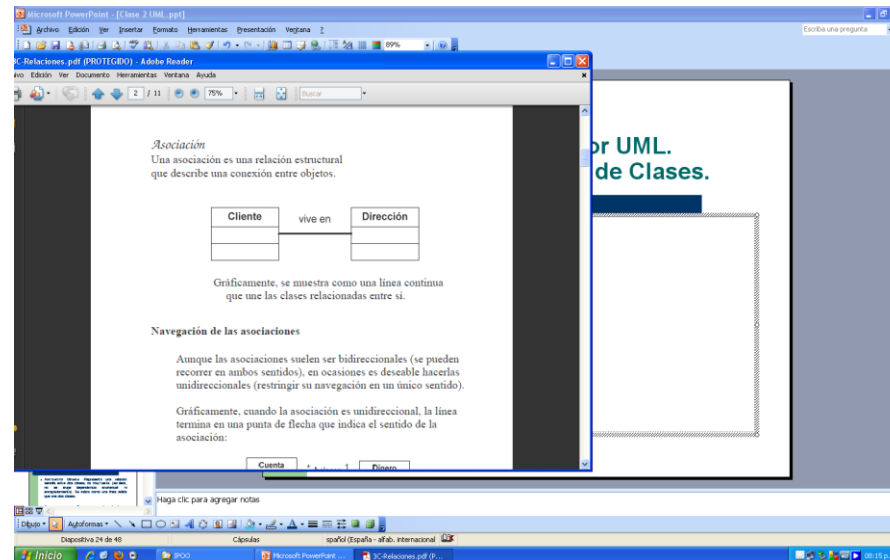 Microsoft PowerPoint - [Clase 2 UML.ppt]
Archivo Edición Ver Insertar Formato Herramientas Presentación Ventana ?
Escriba una pregunta
89%
3C-Relaciones.pdf (PROTEGIDO) - Adobe Reader
Edición Ver Documento Herramientas Ventana Ayuda
2 / 11 75% Buscar
Asociación
Una asociación es una relación estructural
que describe una conexión entre objetos.
Cliente vive en Dirección
Gráficamente, se muestra como una línea continua
que une las clases relacionadas entre sí.
Navegación de las asociaciones
Aunque las asociaciones suelen ser bidireccionales (se pueden
recorrer en ambos sentidos), en ocasiones es deseable hacerlas
unidireccionales (restringir su navegación en un único sentido).
Gráficamente, cuando la asociación es unidireccional, la línea
termina en una punta de flecha que indica el sentido de la
asociación:
Cuenta * 1 Dinero
UML.
de Clases.
Haga clic para agregar notas
Dibujo Autoformas
Diapositiva 24 de 48 Cápsulas español (España - alfab. internacional
Inicio IPOO Microsoft PowerPoint ... 3C-Relaciones.pdf (P... 08:15 p.